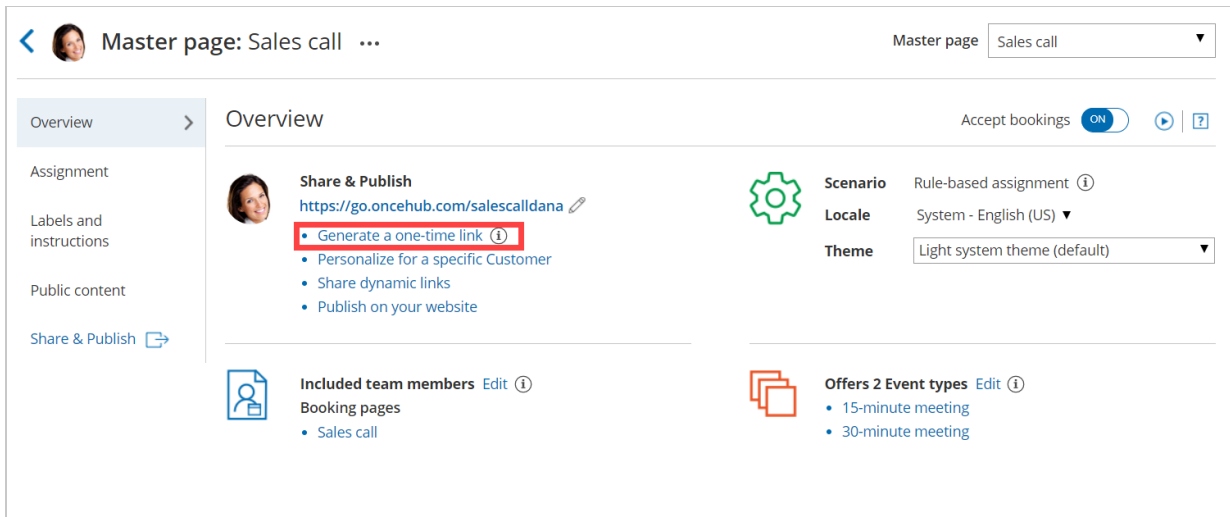 Master page: Sales call ...
Master page Sales call
Overview
Assignment
Labels and
instructions
Public content
Share & Publish
Overview
Accept bookings ON
Share & Publish
https://go.oncehub.com/salescalldana
• Generate a one-time link
• Personalize for a specific Customer
• Share dynamic links
• Publish on your website
Scenario Rule-based assignment
Locale System - English (US)
Theme Light system theme (default)
Included team members Edit
Booking pages
• Sales call
Offers 2 Event types Edit
• 15-minute meeting
• 30-minute meeting